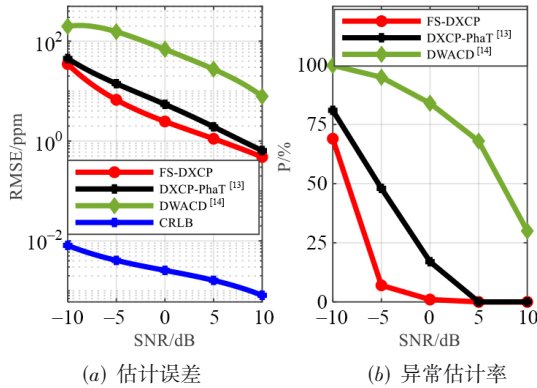 RMSE/ppm
10^2
10^0
10^-2
FS-DXCP
DXCP-PhaT [13]
DWACD [14]
CRLB
-10 -5 0 5 10
SNR/dB
(a) 估计误差
FS-DXCP
DXCP-PhaT [13]
DWACD [14]
P/%
100
75
50
25
0
-10 -5 0 5 10
SNR/dB
(b) 异常估计率